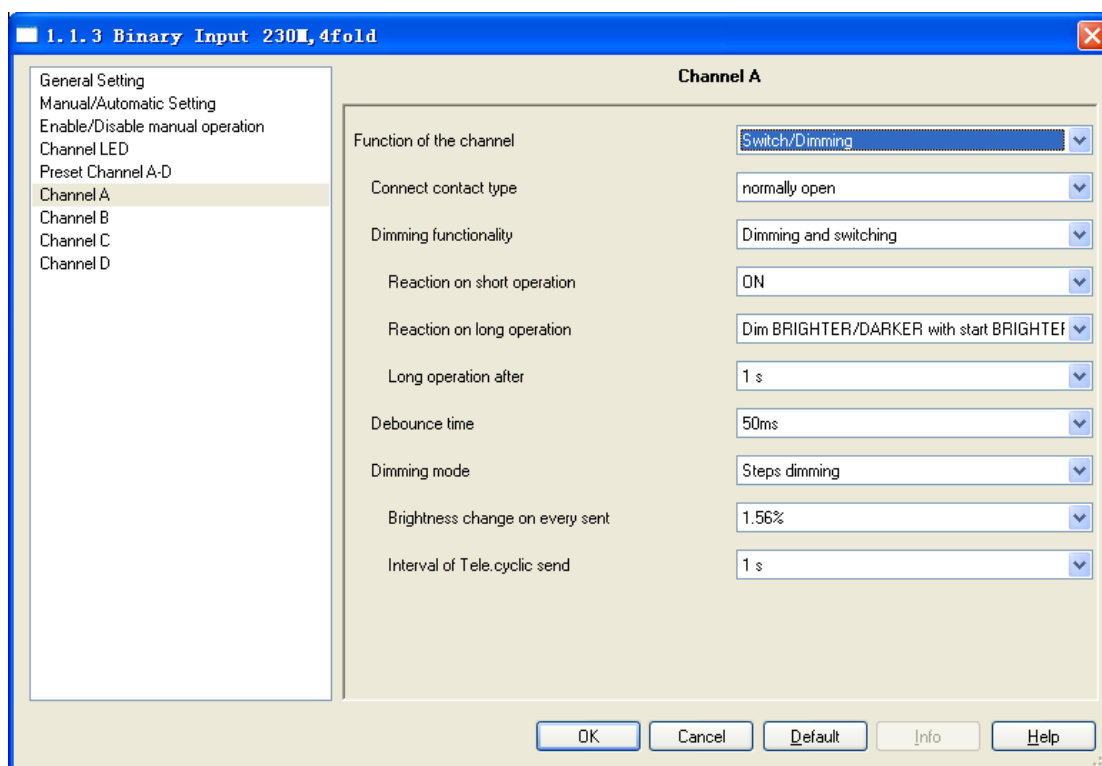 1.1.3 Binary Input 230M,4fold
General Setting
Manual/Automatic Setting
Enable/Disable manual operation
Channel LED
Preset Channel A-D
Channel A
Channel B
Channel C
Channel D
Channel A
Function of the channel Switch/Dimming
Connect contact type normally open
Dimming functionality Dimming and switching
Reaction on short operation ON
Reaction on long operation Dim BRIGHTER/DARKER with start BRIGHTER
Long operation after 1 s
Debounce time 50ms
Dimming mode Steps dimming
Brightness change on every sent 1.56%
Interval of Tele.cyclic send 1 s
OK Cancel Default Info Help